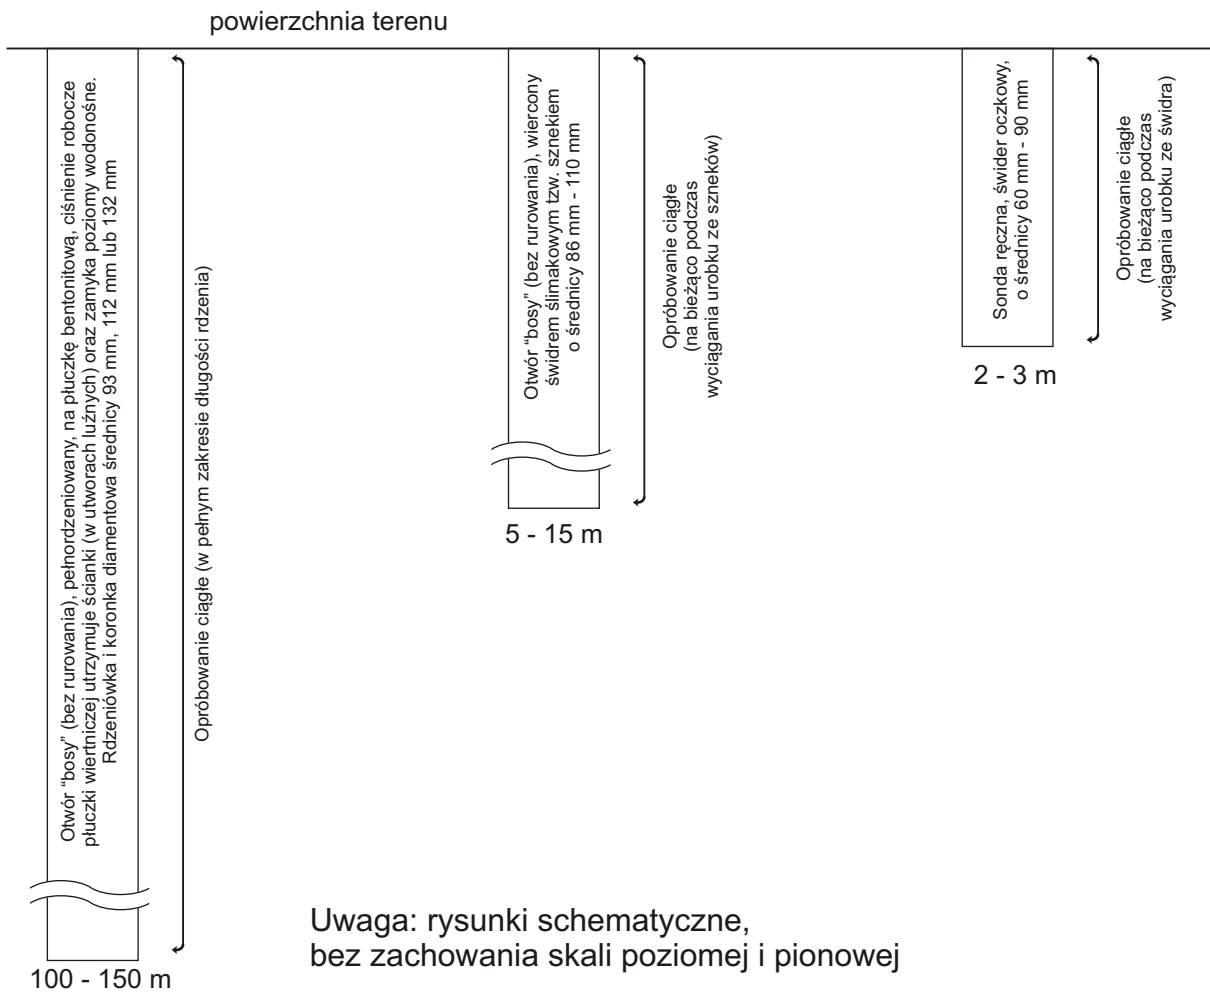 powierzchnia terenu
Otwór "bosy" (bez rurowania), pełnordzeniowany, na płuczkę bentonitową, ciśnienie robocze
płuczki wiertniczej utrzymuje ścianki (w utworach luźnych) oraz zamyka poziomy wodonośne.
Rdzeniówka i koronka diamentowa średnicy 93 mm, 112 mm lub 132 mm
Opróbowanie ciągłe (w pełnym zakresie długości rdzenia)
100 - 150 m
Otwór "bosy" (bez rurowania), wiercony
świdrem ślimakowym tzw. sznekiem
o średnicy 86 mm - 110 mm
Opróbowanie ciągłe
(na bieżąco podczas
wyciągania urobku ze szneków)
5 - 15 m
Sonda ręczna, świder oczkowy,
o średnicy 60 mm - 90 mm
Opróbowanie ciągłe
(na bieżąco podczas
wyciągania urobku ze świdra)
2 - 3 m
Uwaga: rysunki schematyczne,
bez zachowania skali poziomej i pionowej